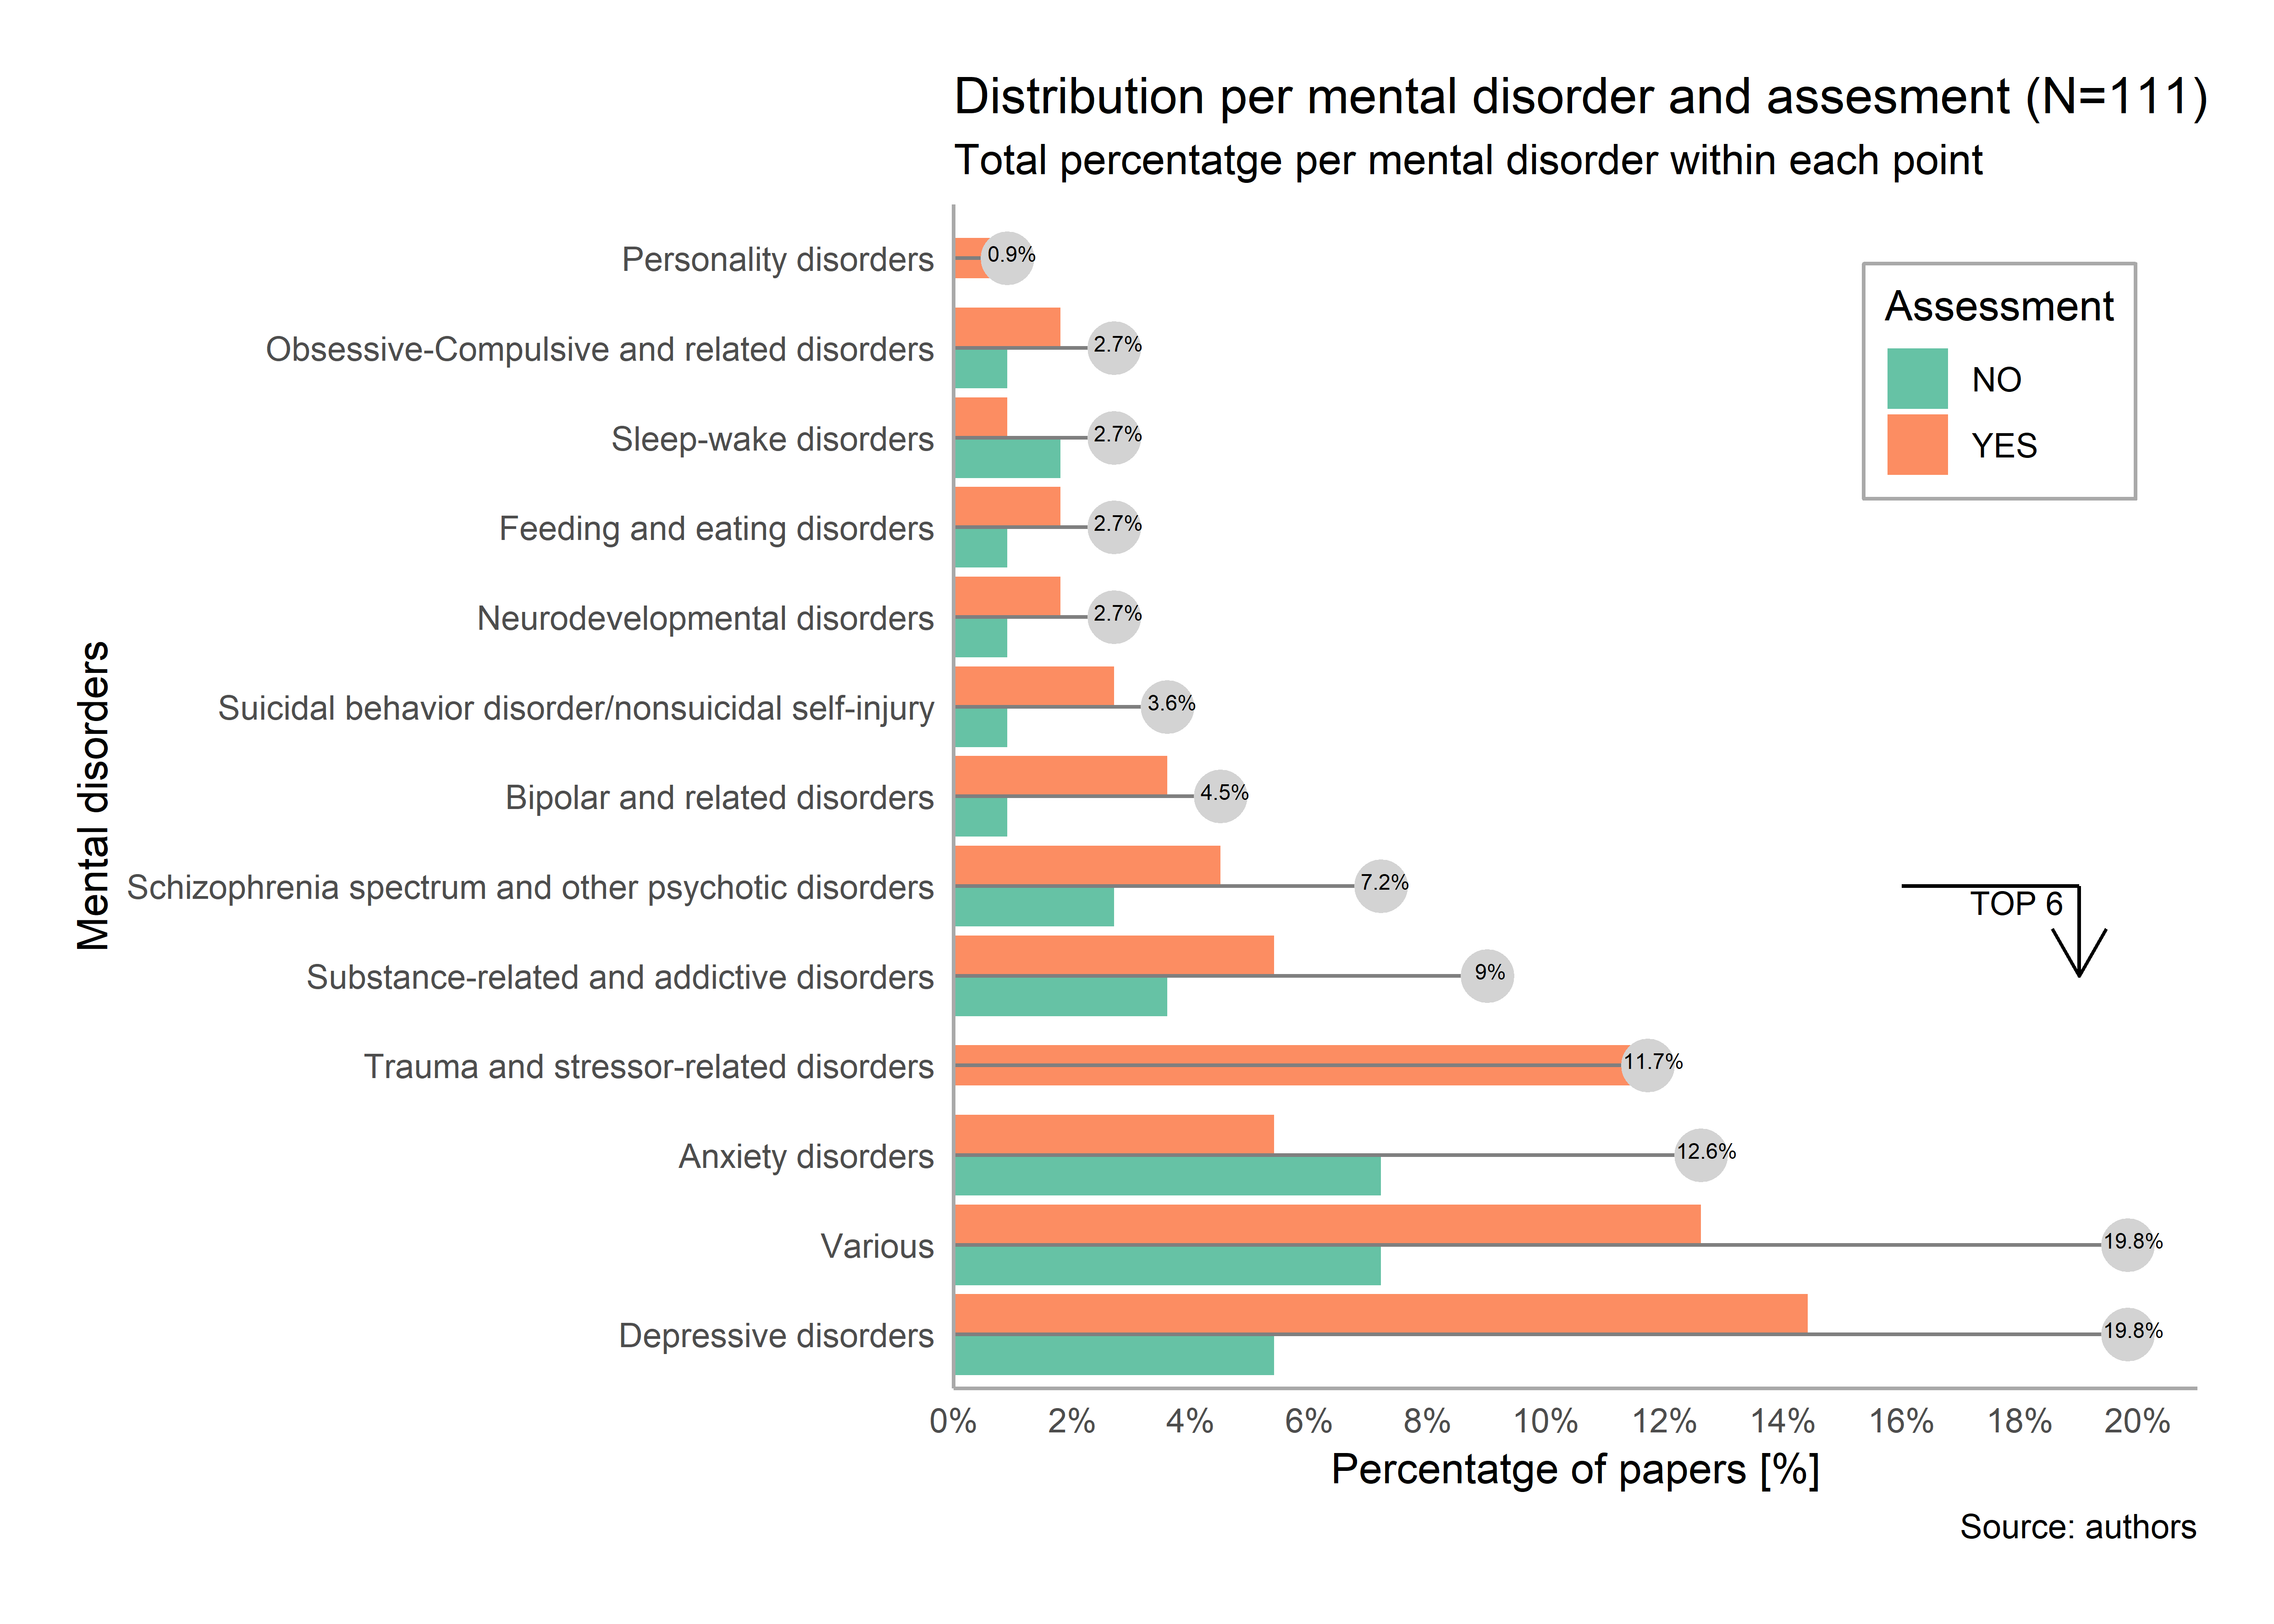 Distribution per mental disorder and assesment (N=111)
Total percentatge per mental disorder within each point
Mental disorders
Personality disorders
0.9%
Obsessive-Compulsive and related disorders
2.7%
Sleep-wake disorders
2.7%
Feeding and eating disorders
2.7%
Neurodevelopmental disorders
2.7%
Suicidal behavior disorder/nonsuicidal self-injury
3.6%
Bipolar and related disorders
4.5%
Schizophrenia spectrum and other psychotic disorders
7.2%
Substance-related and addictive disorders
9%
Trauma and stressor-related disorders
11.7%
Anxiety disorders
12.6%
Various
19.8%
Depressive disorders
19.8%
Assessment
NO
YES
TOP 6
0% 2% 4% 6% 8% 10% 12% 14% 16% 18% 20%
Percentatge of papers [%]
Source: authors